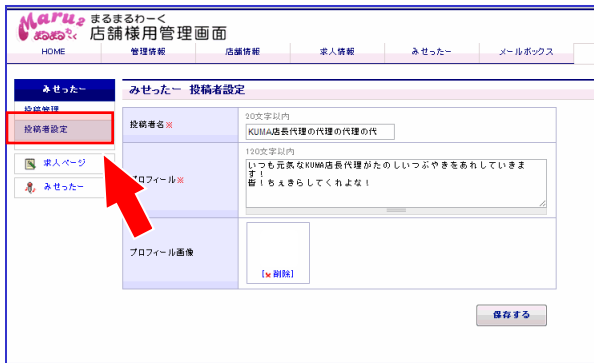 Maru2 まるまるわーく
店舗様用管理画面
HOME 管理情報 店舗情報 求人情報 みせったー メールボックス
みせったー
投稿管理
投稿者設定
求人ページ
みせったー
みせったー 投稿者設定
投稿者名※
20文字以内
KUMA店長代理の代理の代理の代
プロフィール※
120文字以内
いつも元気なKUMA店長代理がたのしいつぶやきをあれしていきま
す!
皆!ちぇきらしてくれよな!
プロフィール画像
[×削除]
保存する